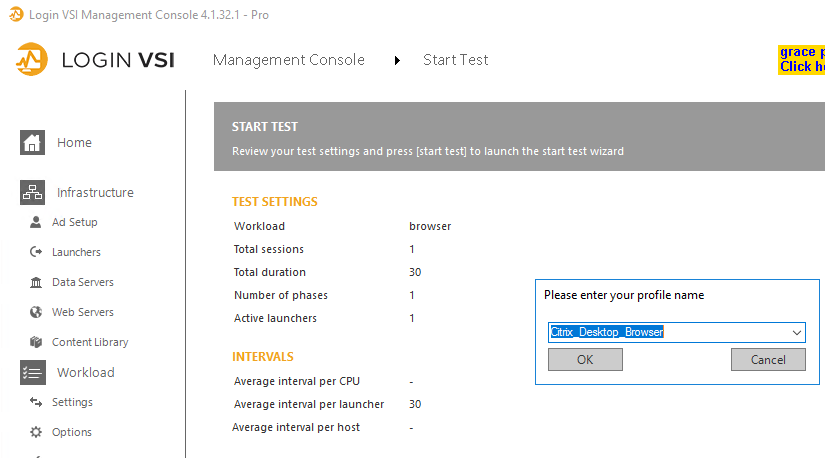 Login VSI Management Console 4.1.32.1 - Pro
LOGIN VSI
Management Console
Start Test
grace
Click
Home
Infrastructure
Ad Setup
Launchers
Data Servers
Web Servers
Content Library
Workload
Settings
Options
START TEST
Review your test settings and press [start test] to launch the start test wizard
TEST SETTINGS
Workload browser
Total sessions 1
Total duration 30
Number of phases 1
Active launchers 1
INTERVALS
Average interval per CPU -
Average interval per launcher 30
Average interval per host -
Please enter your profile name
Citrix_Desktop_Browser
OK Cancel